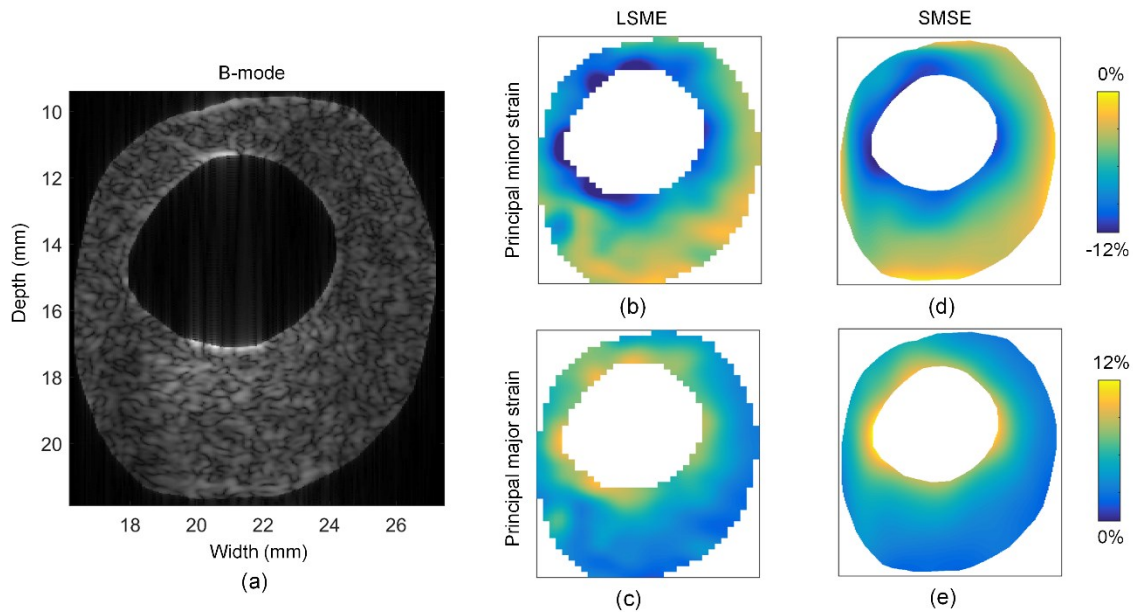 LSME
SMSE
B-mode
10
12
14
16
18
20
Depth (mm)
18
20
22
24
26
Width (mm)
(a)
Principal minor strain
(b)
(d)
0%
-12%
Principal major strain
(c)
(e)
12%
0%